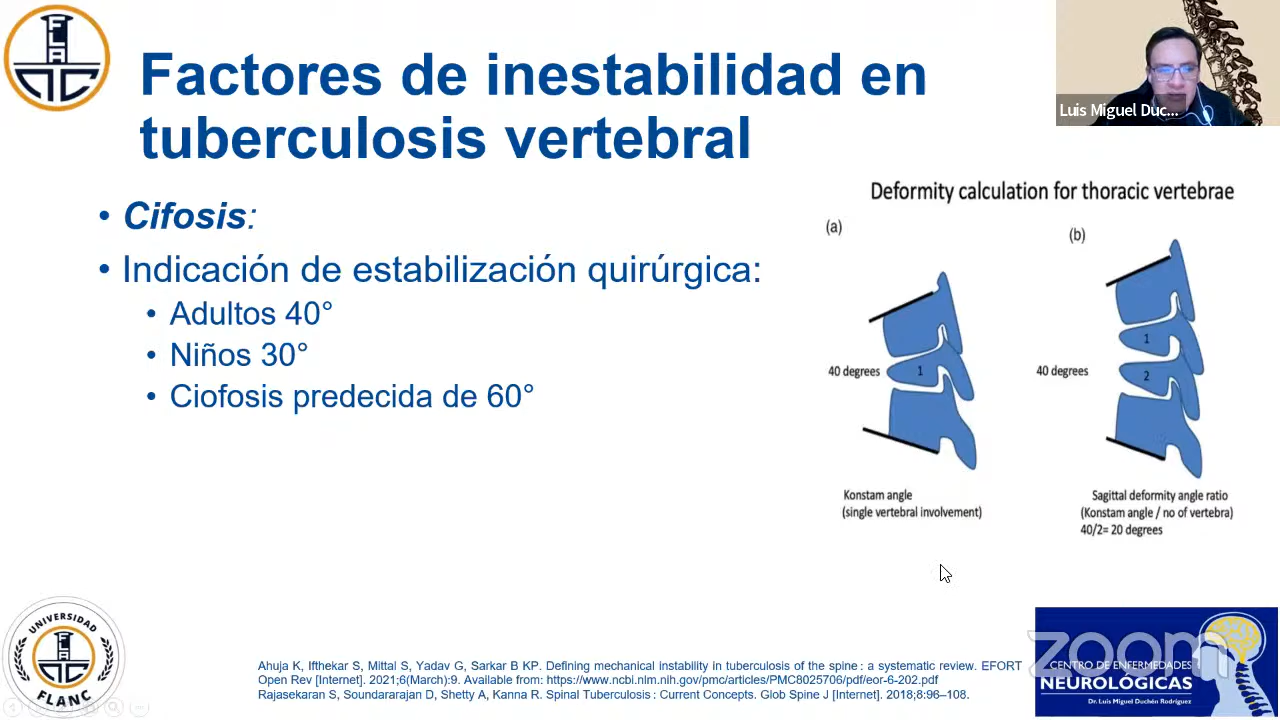 Factores de inestabilidad en
tuberculosis vertebral
Luis Miguel Duc...
• Cifosis:
• Indicación de estabilización quirúrgica:
• Adultos 40°
• Niños 30°
• Ciofosis predecida de 60°
Deformity calculation for thoracic vertebrae
(a)
(b)
1
1
2
40 degrees
40 degrees
Konstam angle
(single vertebral involvement)
Sagittal deformity angle ratio
(Konstam angle / no of vertebra)
40/2= 20 degrees
UNIVERSIDAD
FLANC
Ahuja K, Ifthekar S, Mittal S, Yadav G, Sarkar B KP. Defining mechanical instability in tuberculosis of the spine : a systematic review. EFORT
Open Rev [Internet]. 2021;6(March):9. Available from: https://www.ncbi.nlm.nih.gov/pmc/articles/PMC8025706/pdf/eor-6-202.pdf
Rajasekaran S, Soundararajan D, Shetty A, Kanna R. Spinal Tuberculosis : Current Concepts. Glob Spine J [Internet]. 2018;8:96–108.
zoom
CENTRO DE ENFERMEDADES
NEUROLÓGICAS
Dr. Luis Miguel Duchén Rodríguez